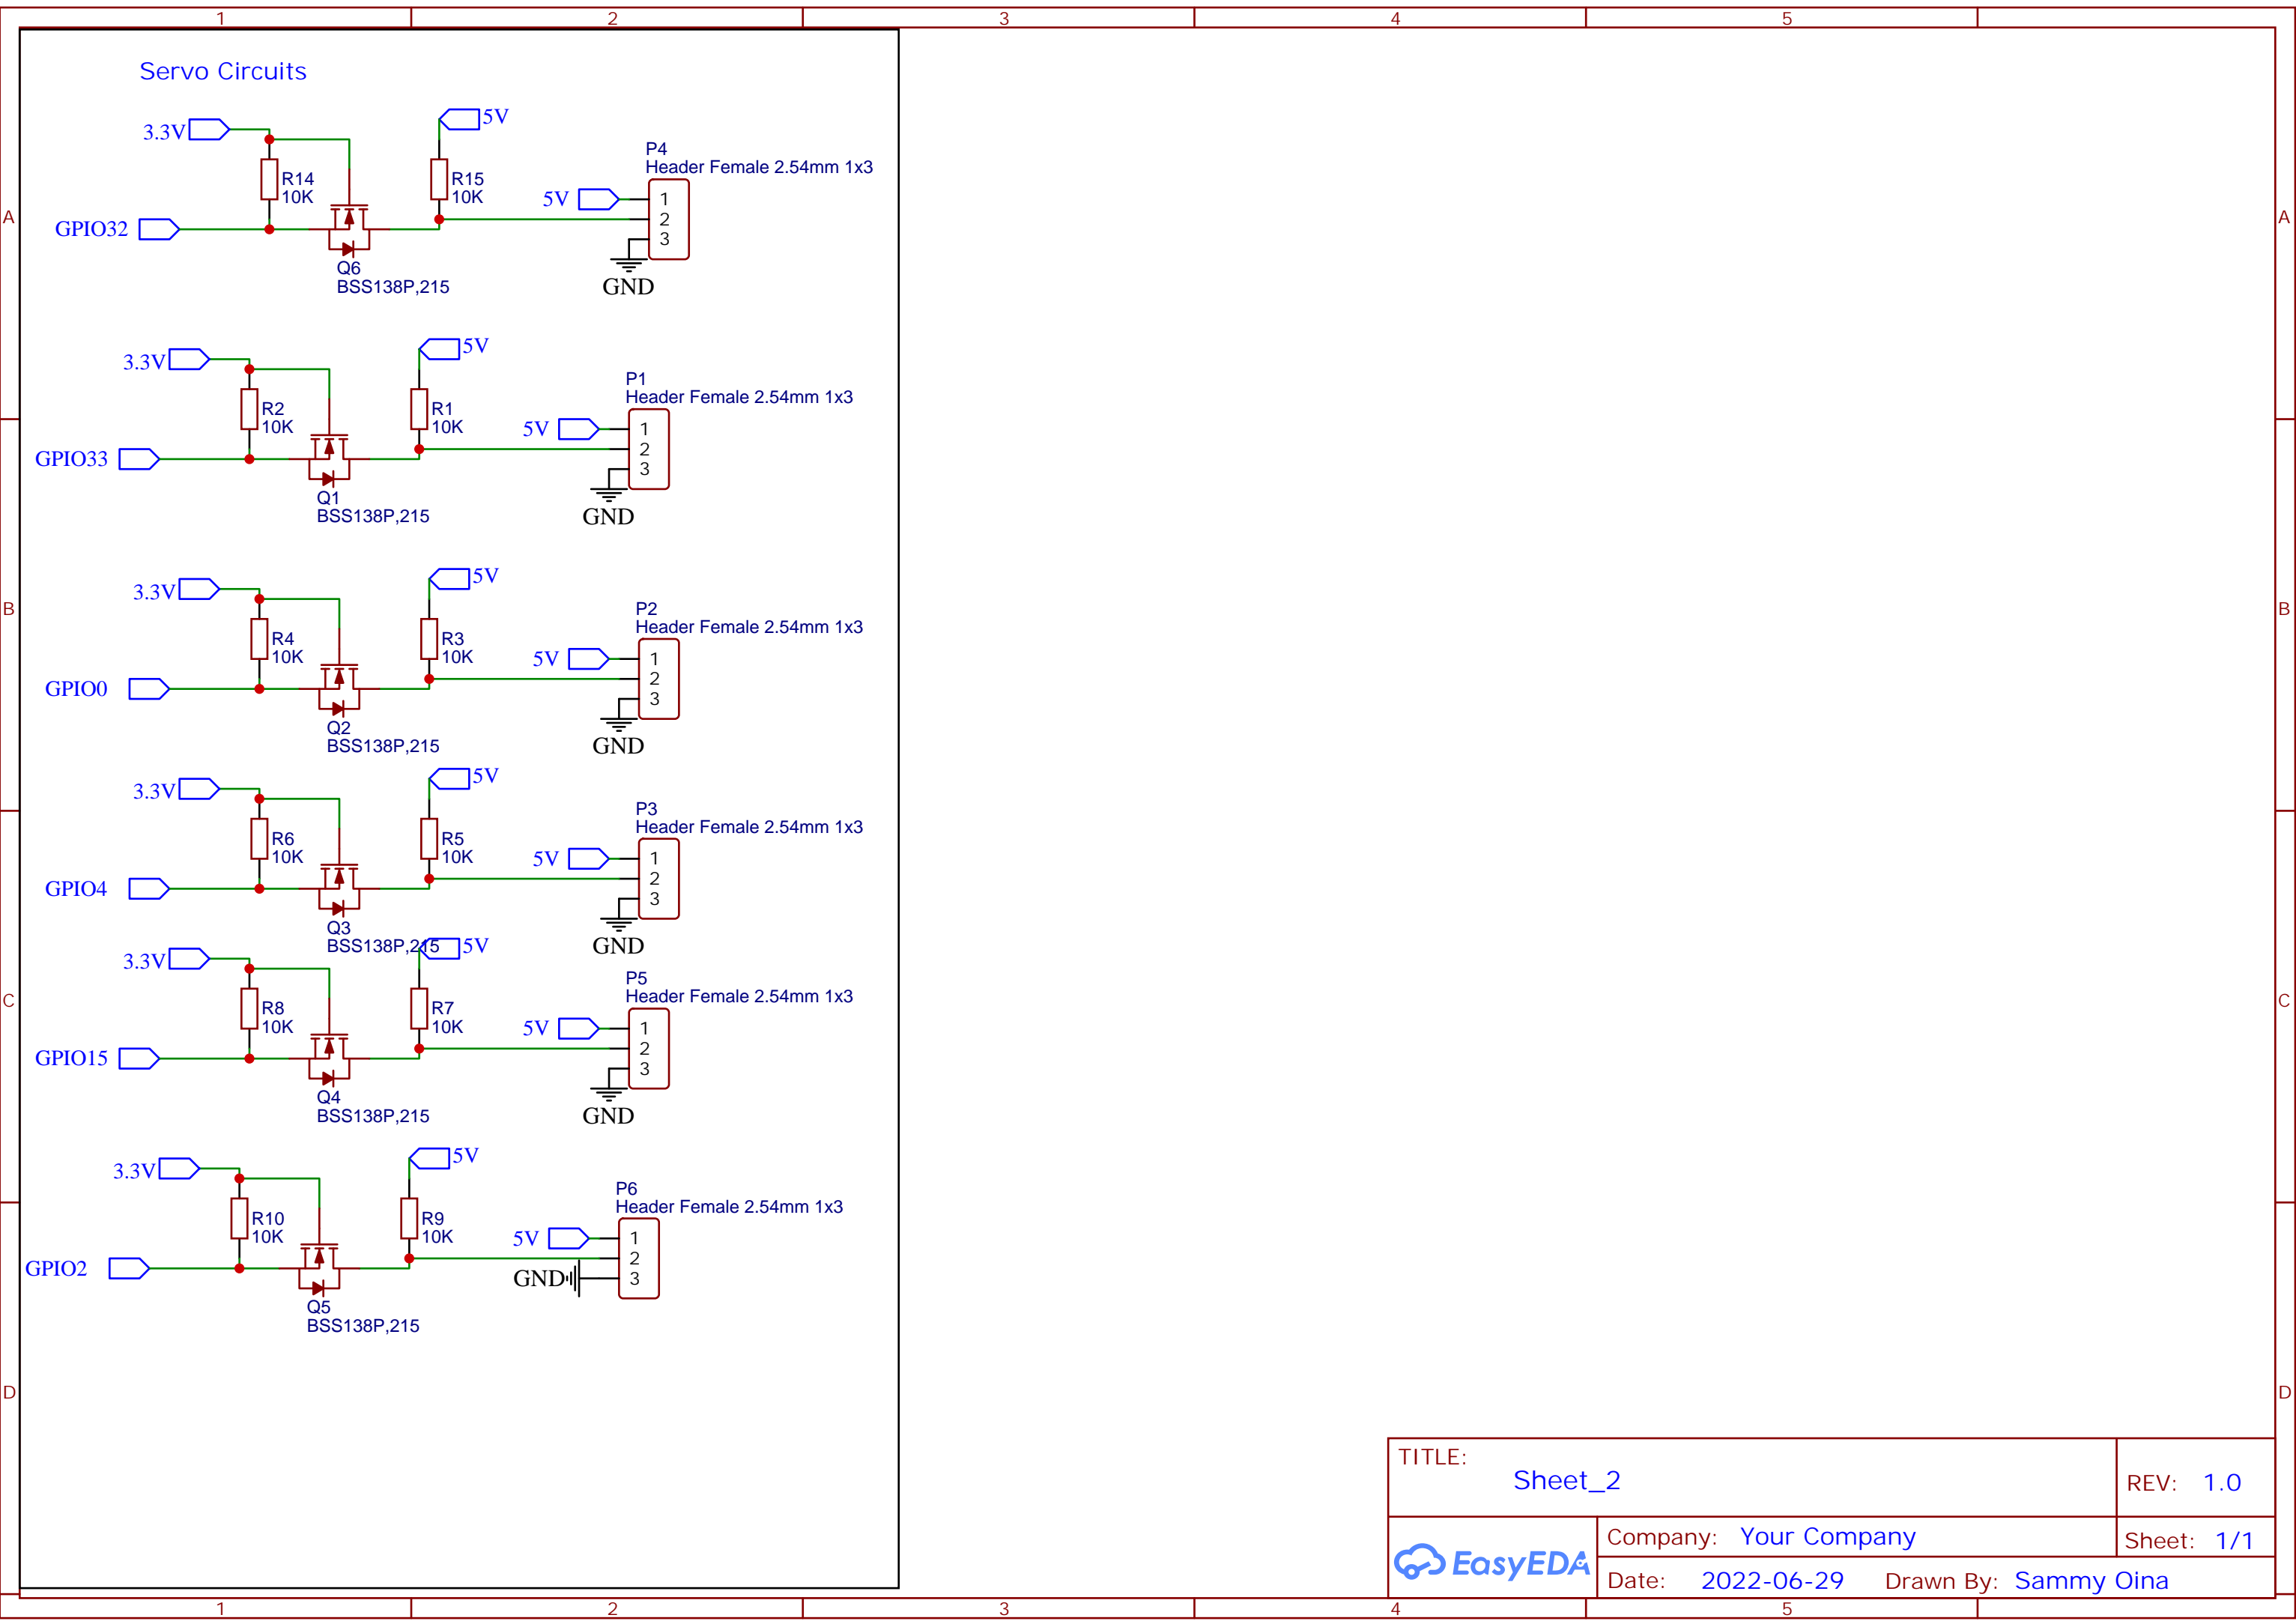 1 2 3 4 5
Servo Circuits
3.3V
5V
R14
10K
R15
10K
P4
Header Female 2.54mm 1x3
5V
1
2
3
GPIO32
Q6
BSS138P,215
GND
A A
3.3V
5V
R2
10K
R1
10K
P1
Header Female 2.54mm 1x3
5V
1
2
3
GPIO33
Q1
BSS138P,215
GND
3.3V
5V
R4
10K
R3
10K
P2
Header Female 2.54mm 1x3
5V
1
2
3
GPIO0
Q2
BSS138P,215
GND
B B
3.3V
5V
R6
10K
R5
10K
P3
Header Female 2.54mm 1x3
5V
1
2
3
GPIO4
Q3
BSS138P,215
GND
3.3V
5V
R8
10K
R7
10K
P5
Header Female 2.54mm 1x3
5V
1
2
3
GPIO15
Q4
BSS138P,215
GND
C C
3.3V
5V
R10
10K
R9
10K
P6
Header Female 2.54mm 1x3
5V
1
2
3
GPIO2
GND
Q5
BSS138P,215
D D
TITLE:
Sheet_2
REV: 1.0
EasyEDA
Company: Your Company
Sheet: 1/1
Date: 2022-06-29 Drawn By: Sammy Oina
1 2 3 4 5